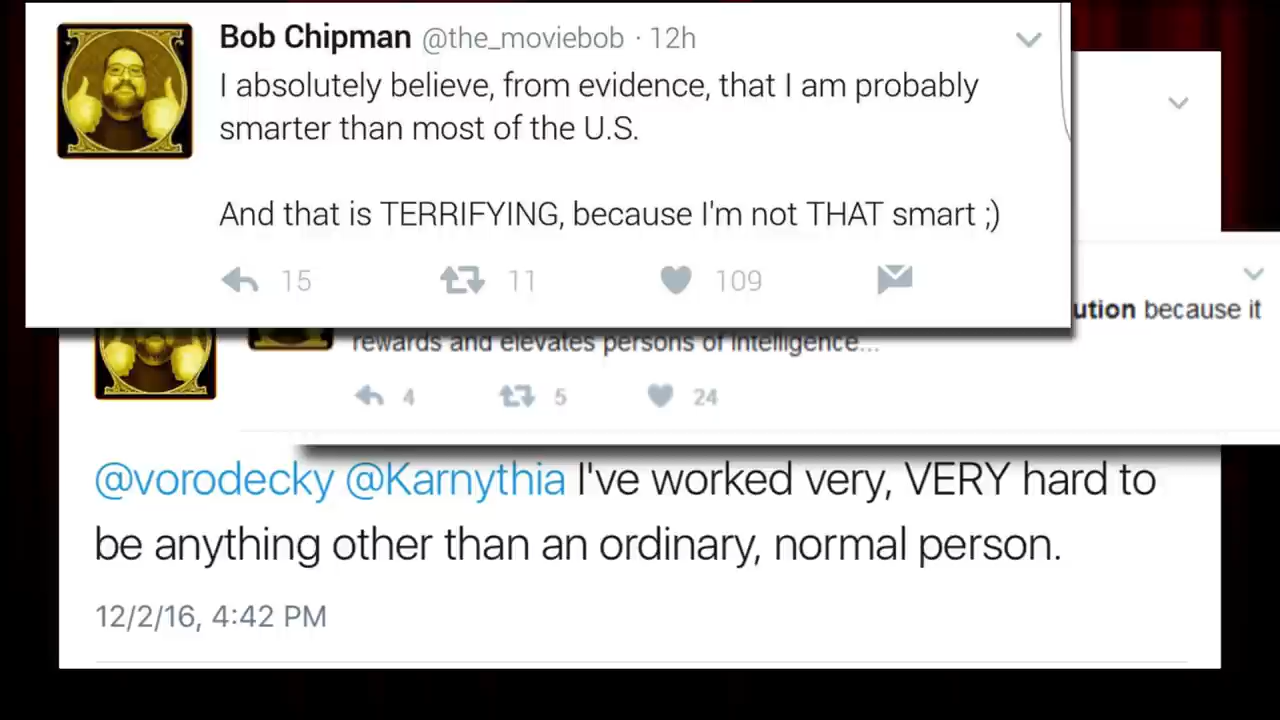 Bob Chipman @the_moviebob · 12h
I absolutely believe, from evidence, that I am probably
smarter than most of the U.S.
And that is TERRIFYING, because I'm not THAT smart ;)
15 11 109
ution because it
rewards and elevates persons of intelligence...
4 5 24
@vorodecky @Karnythia I've worked very, VERY hard to
be anything other than an ordinary, normal person.
12/2/16, 4:42 PM